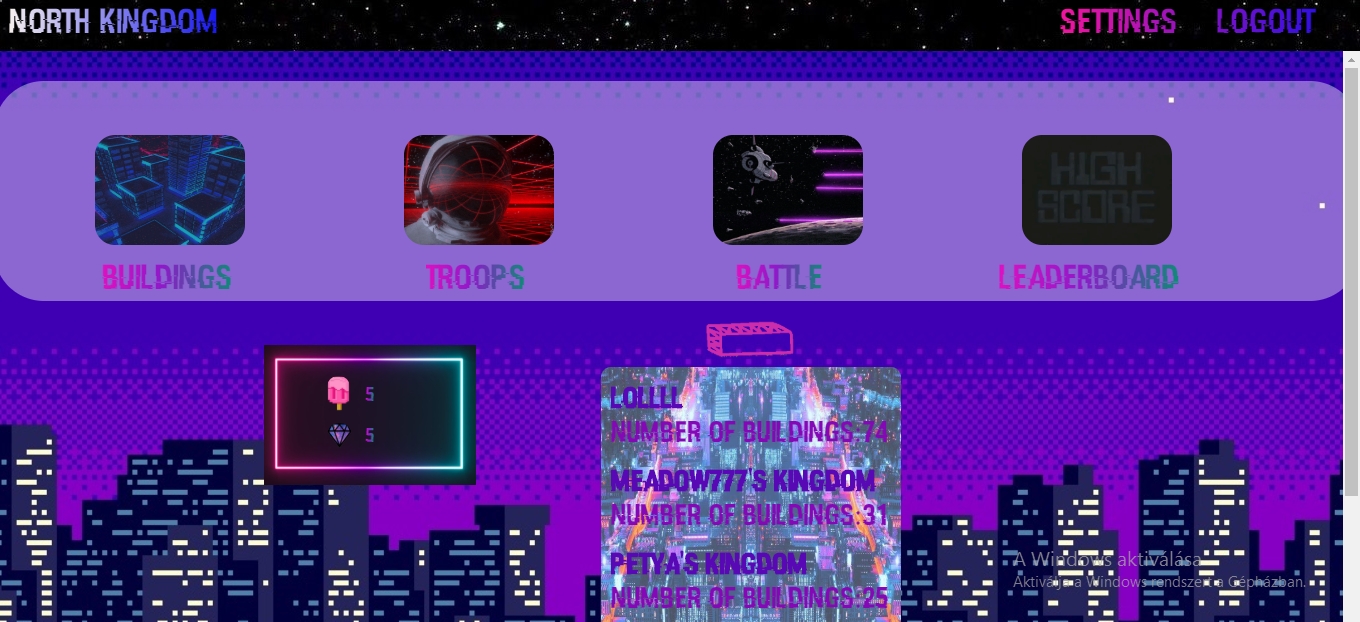 NORTH KINGDOM
SETTINGS LOGOUT
HIGH
SCORE
BUILDINGS TROOPS BATTLE LEADERBOARD
5
5
LOLLLL
NUMBER OF BUILDINGS:74
MEADOW777'S KINGDOM
NUMBER OF BUILDINGS:31
PETYA'S KINGDOM
NUMBER OF BUILDINGS:25
A Windows aktiválása
Aktiválja a Windows rendszert a Gépházban.